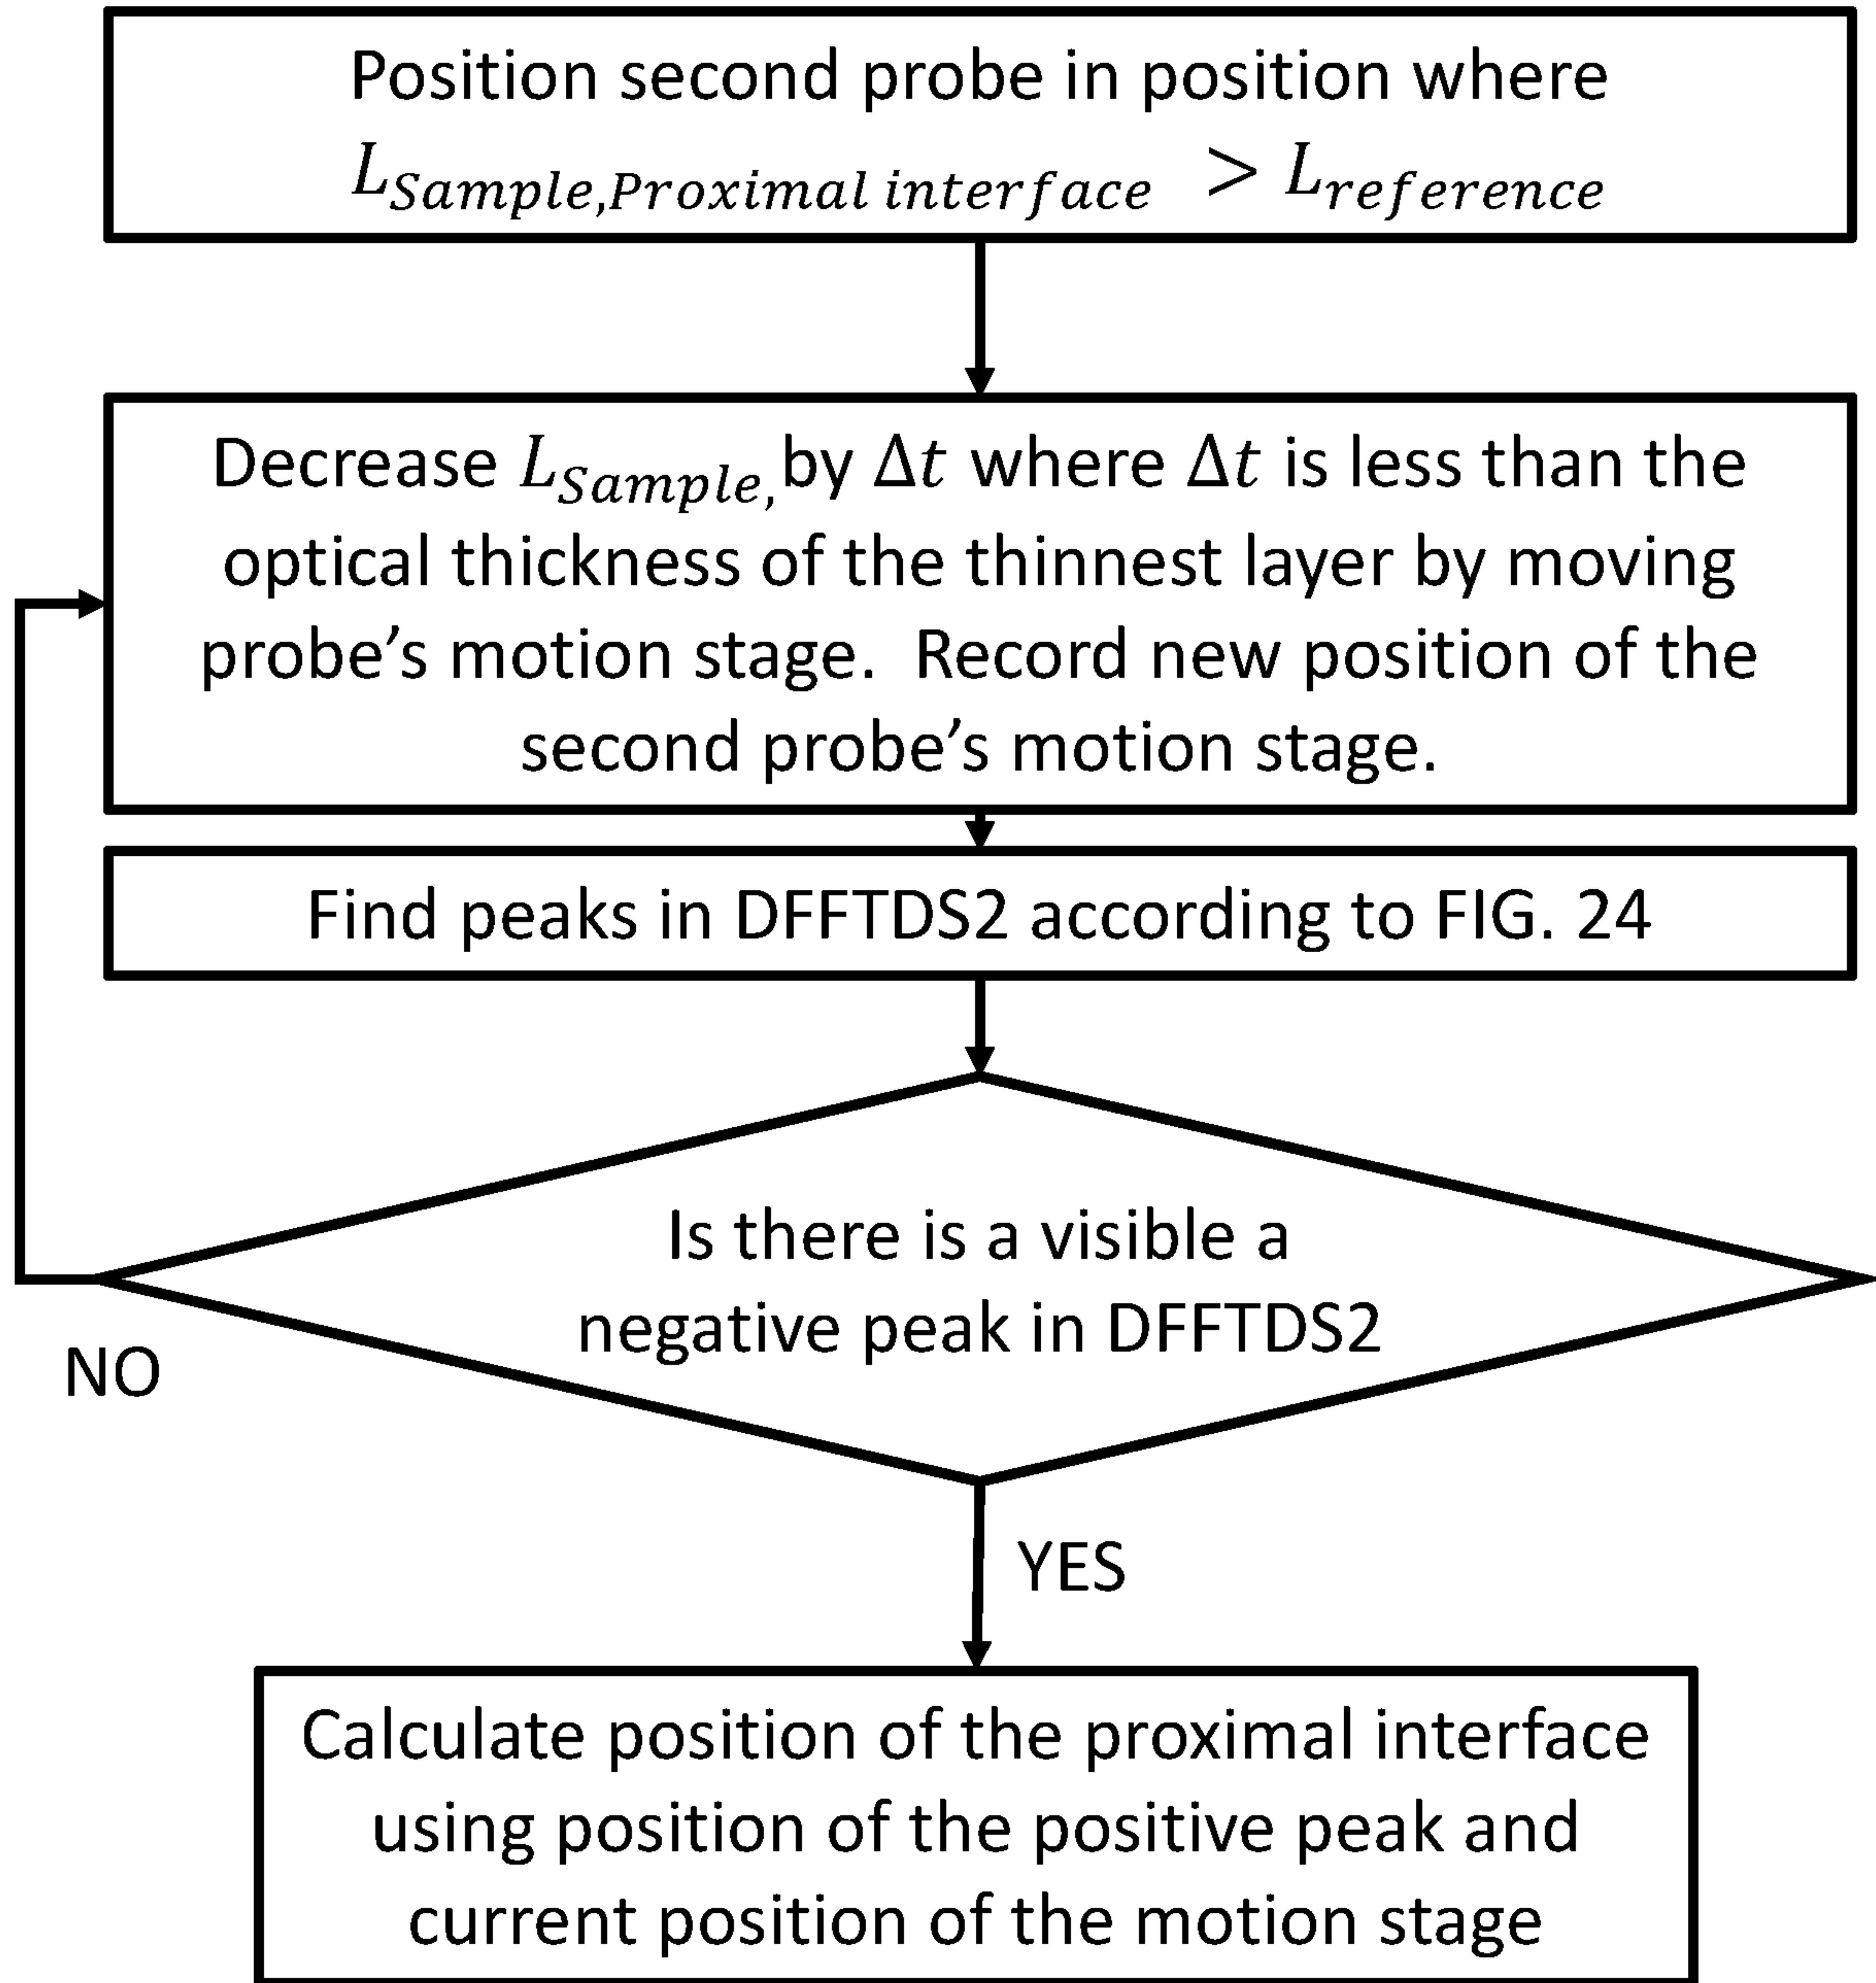 Position second probe in position where
L_{Sample,Proximal interface} > L_{reference}
Decrease L_{Sample,} by Δt where Δt is less than the
optical thickness of the thinnest layer by moving
probe's motion stage.  Record new position of the
second probe's motion stage.
Find peaks in DFFTDS2 according to FIG. 24
Is there is a visible a
negative peak in DFFTDS2
NO
YES
Calculate position of the proximal interface
using position of the positive peak and
current position of the motion stage